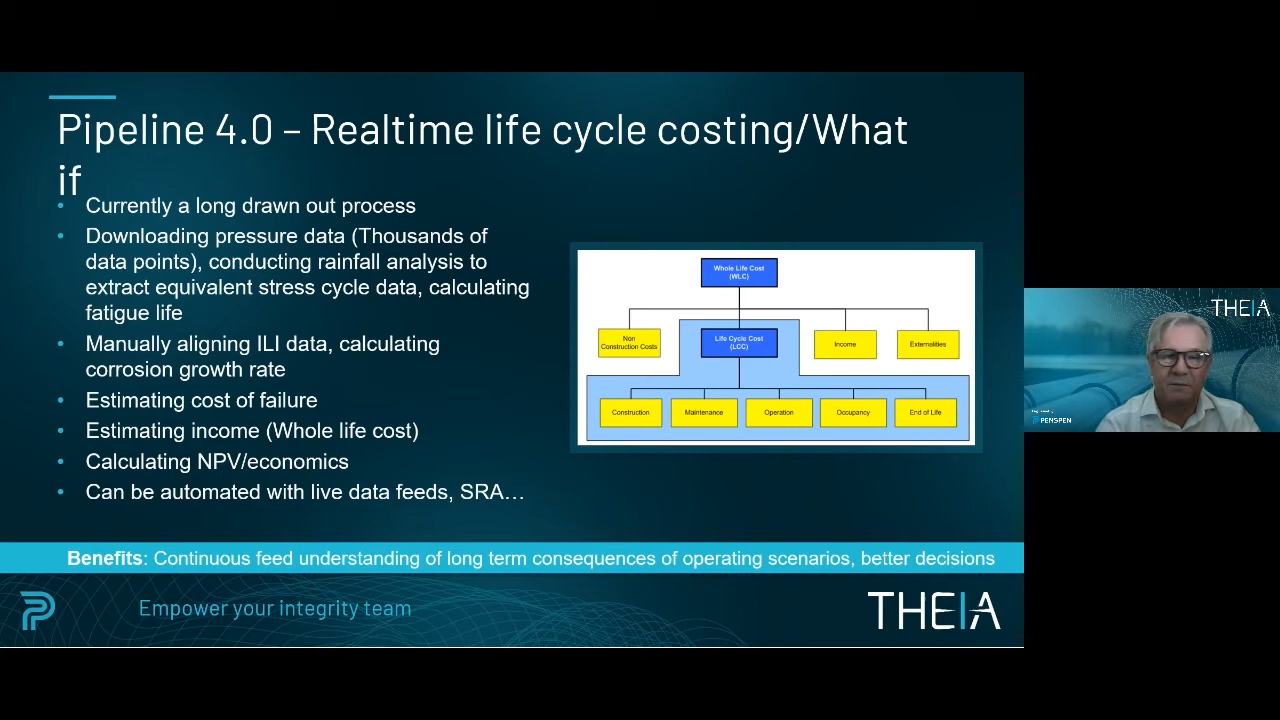 Pipeline 4.0 – Realtime life cycle costing/What
if
• Currently a long drawn out process
• Downloading pressure data (Thousands of
data points), conducting rainfall analysis to
extract equivalent stress cycle data, calculating
fatigue life
• Manually aligning ILI data, calculating
corrosion growth rate
• Estimating cost of failure
• Estimating income (Whole life cost)
• Calculating NPV/economics
• Can be automated with live data feeds, SRA…
Whole Life Cost
(WLC)
Non
Construction Costs
Life Cycle Cost
(LCC)
Income
Externalities
Construction
Maintenance
Operation
Occupancy
End of Life
Benefits: Continuous feed understanding of long term consequences of operating scenarios, better decisions
Empower your integrity team
THEIA
THEIA
PENSPEN